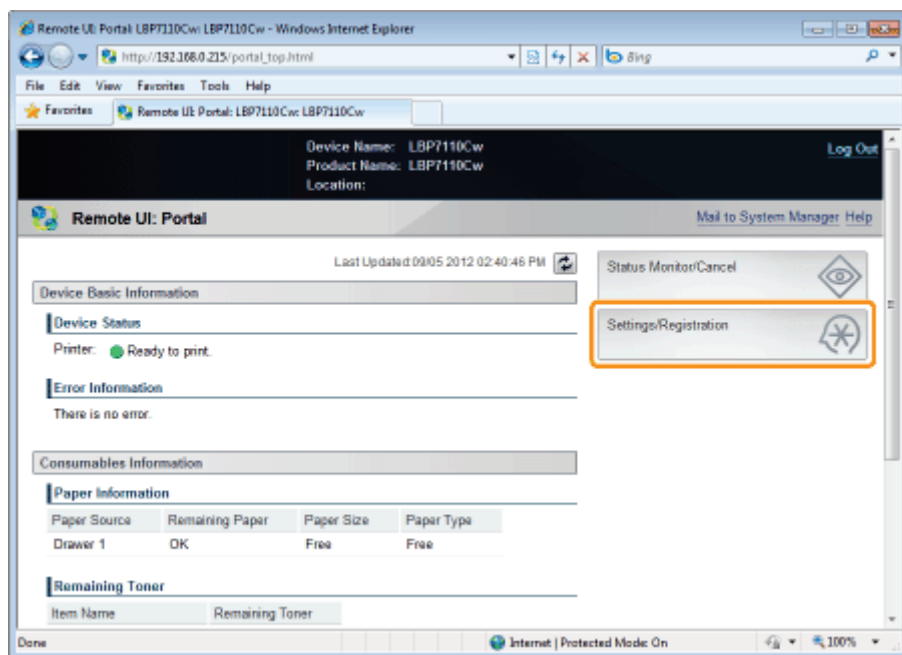 Remote UI: Portal: LBP7110Cw: LBP7110Cw - Windows Internet Explorer
http://192.168.0.215/portal_top.html
Bing
File Edit View Favorites Tools Help
Favorites
Remote UI: Portal: LBP7110Cw: LBP7110Cw
Device Name: LBP7110Cw
Product Name: LBP7110Cw
Location:
Log Out
Remote UI: Portal
Mail to System Manager Help
Last Updated:09/05 2012 02:40:46 PM
Status Monitor/Cancel
Settings/Registration
Device Basic Information
Device Status
Printer: Ready to print.
Error Information
There is no error.
Consumables Information
Paper Information
Paper Source Remaining Paper Paper Size Paper Type
Drawer 1 OK Free Free
Remaining Toner
Item Name Remaining Toner
Done
Internet | Protected Mode: On
100%